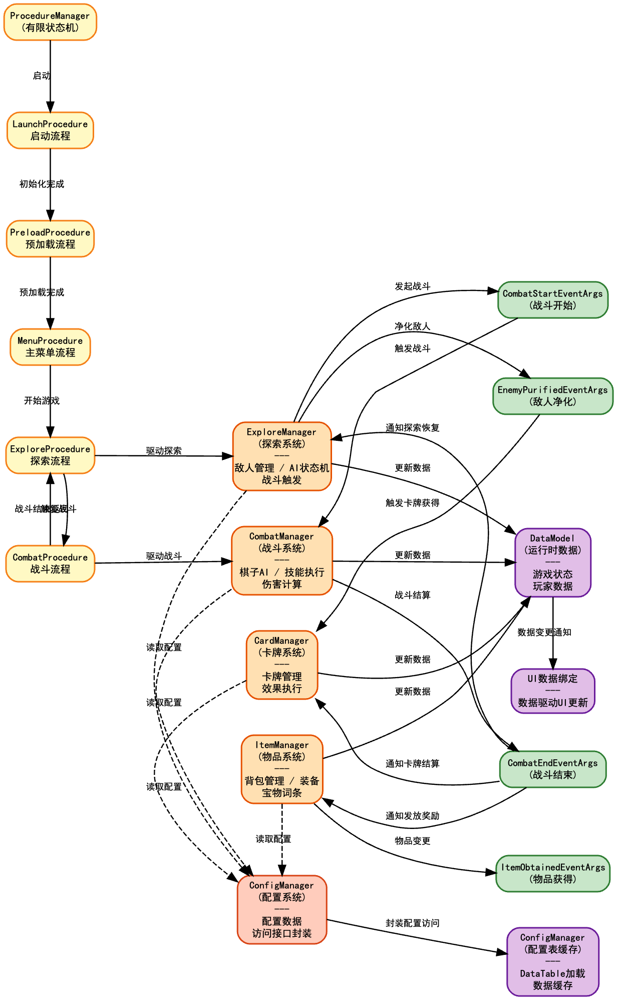 ProcedureManager
(有限状态机)
启动
LaunchProcedure
启动流程
初始化完成
PreloadProcedure
预加载流程
预加载完成
MenuProcedure
主菜单流程
开始游戏
ExploreProcedure
探索流程
战斗结束返回
触发战斗
CombatProcedure
战斗流程
驱动探索
驱动战斗
ExploreManager
(探索系统)
---
敌人管理 / AI状态机
战斗触发
CombatManager
(战斗系统)
---
棋子AI / 技能执行
伤害计算
读取配置
读取配置
读取配置
CardManager
(卡牌系统)
---
卡牌管理
效果执行
ItemManager
(物品系统)
---
背包管理 / 装备
宝物词条
读取配置
ConfigManager
(配置系统)
---
配置数据
访问接口封装
发起战斗
净化敌人
触发战斗
通知探索恢复
更新数据
触发卡牌获得
更新数据
战斗结算
更新数据
更新数据
通知卡牌结算
通知发放奖励
物品变更
封装配置访问
CombatStartEventArgs
(战斗开始)
EnemyPurifiedEventArgs
(敌人净化)
DataModel
(运行时数据)
---
游戏状态
玩家数据
数据变更通知
UI数据绑定
---
数据驱动UI更新
CombatEndEventArgs
(战斗结束)
ItemObtainedEventArgs
(物品获得)
ConfigManager
(配置表缓存)
---
DataTable加载
数据缓存